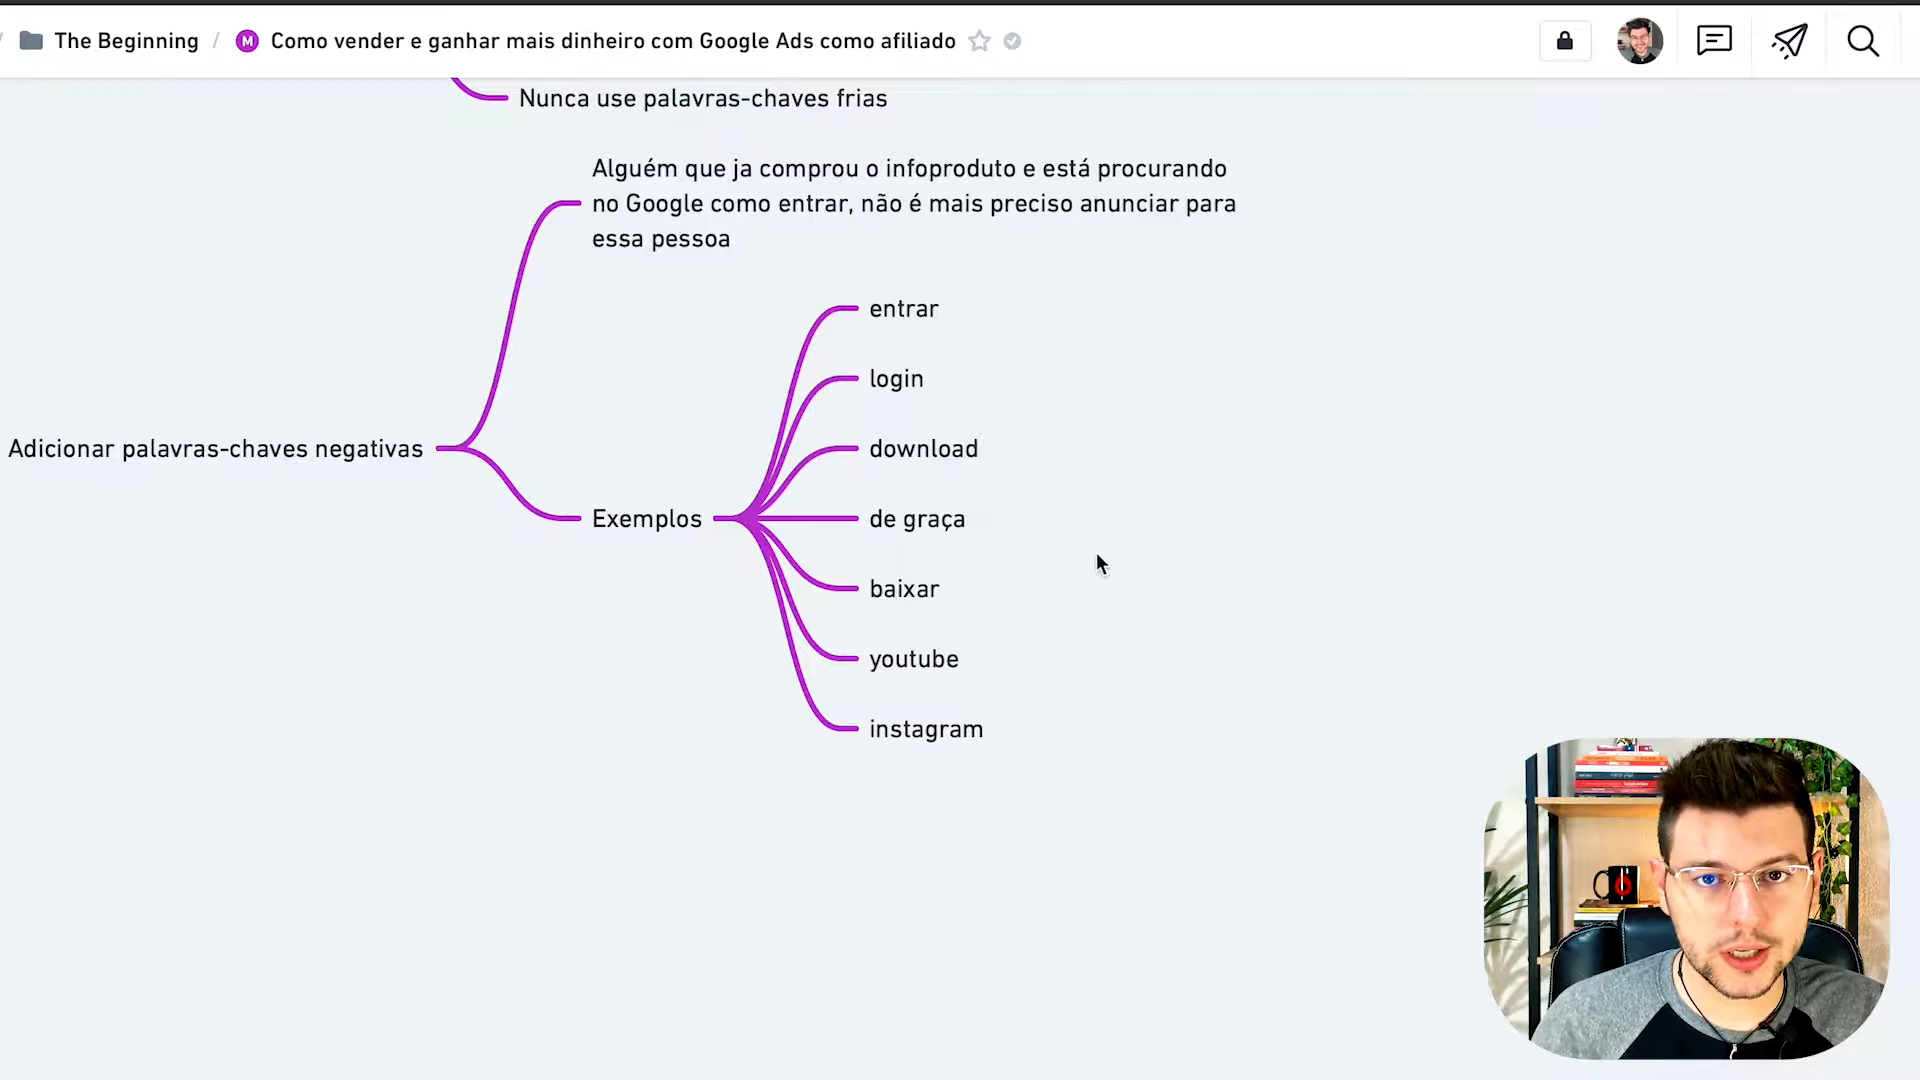 / The Beginning / M Como vender e ganhar mais dinheiro com Google Ads como afiliado
Nunca use palavras-chaves frias
Alguém que ja comprou o infoproduto e está procurando
no Google como entrar, não é mais preciso anunciar para
essa pessoa
entrar
login
Adicionar palavras-chaves negativas
download
Exemplos
de graça
baixar
youtube
instagram